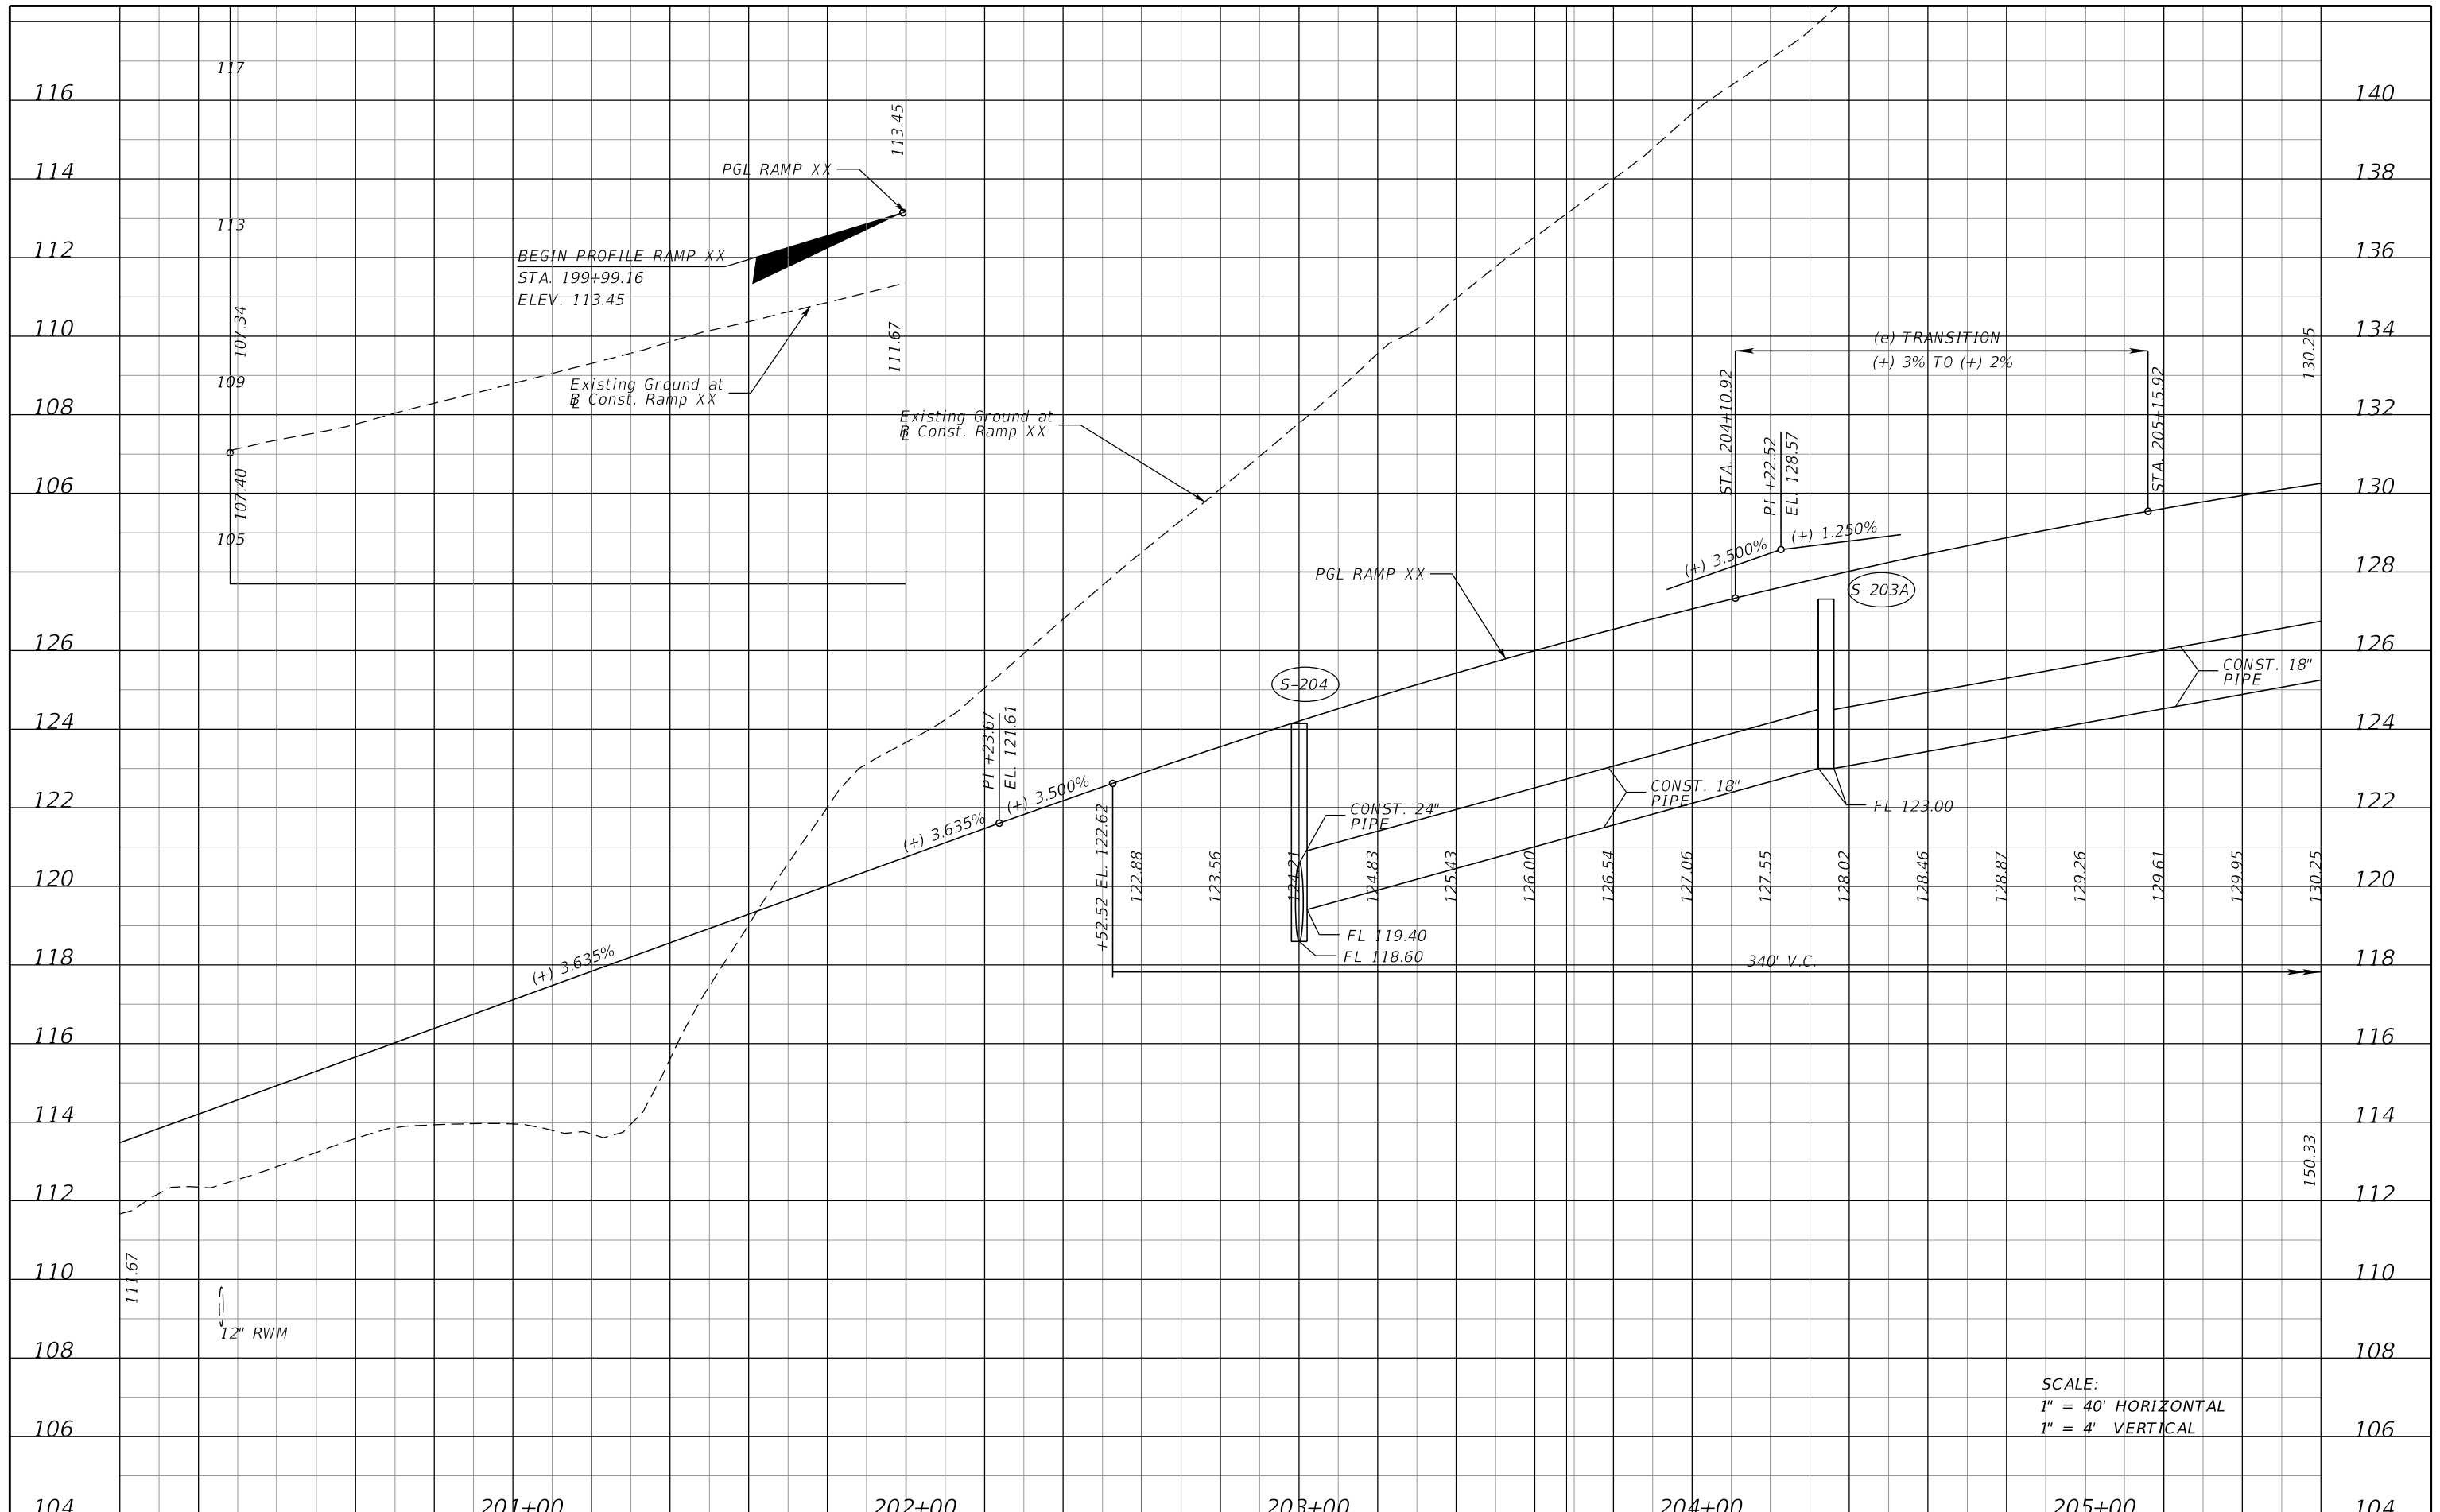 117
116
140
113.45
PGL RAMP XX
114
138
113
112
136
BEGIN PROFILE RAMP XX
STA. 199+99.16
ELEV. 113.45
107.34
110
111.67
134
130.25
(e) TRANSITION
(+) 3% TO (+) 2%
109
Existing Ground at
BL Const. Ramp XX
108
132
STA. 204+10.92
STA. 205+15.92
Existing Ground at
BL Const. Ramp XX
PI +22.52
EL. 128.57
107.40
106
130
105
(+) 3.500%
(+) 1.250%
128
PGL RAMP XX
S-203A
126
126
CONST. 18"
PIPE
S-204
124
124
PI +23.67
EL. 121.61
(+) 3.500%
122
122
CONST. 18"
PIPE
FL 123.00
CONST. 24"
PIPE
(+) 3.635%
+52.52 EL. 122.62
122.88
123.56
124.21
124.83
125.43
126.00
126.54
127.06
127.55
128.02
128.46
128.87
129.26
129.61
129.95
130.25
120
120
FL 119.40
FL 118.60
118
118
(+) 3.635%
340' V.C.
116
116
114
114
150.33
112
112
111.67
110
110
12" RWM
108
108
SCALE:
1" = 40' HORIZONTAL
1" = 4' VERTICAL
106
106
104
201+00
202+00
203+00
204+00
205+00
104